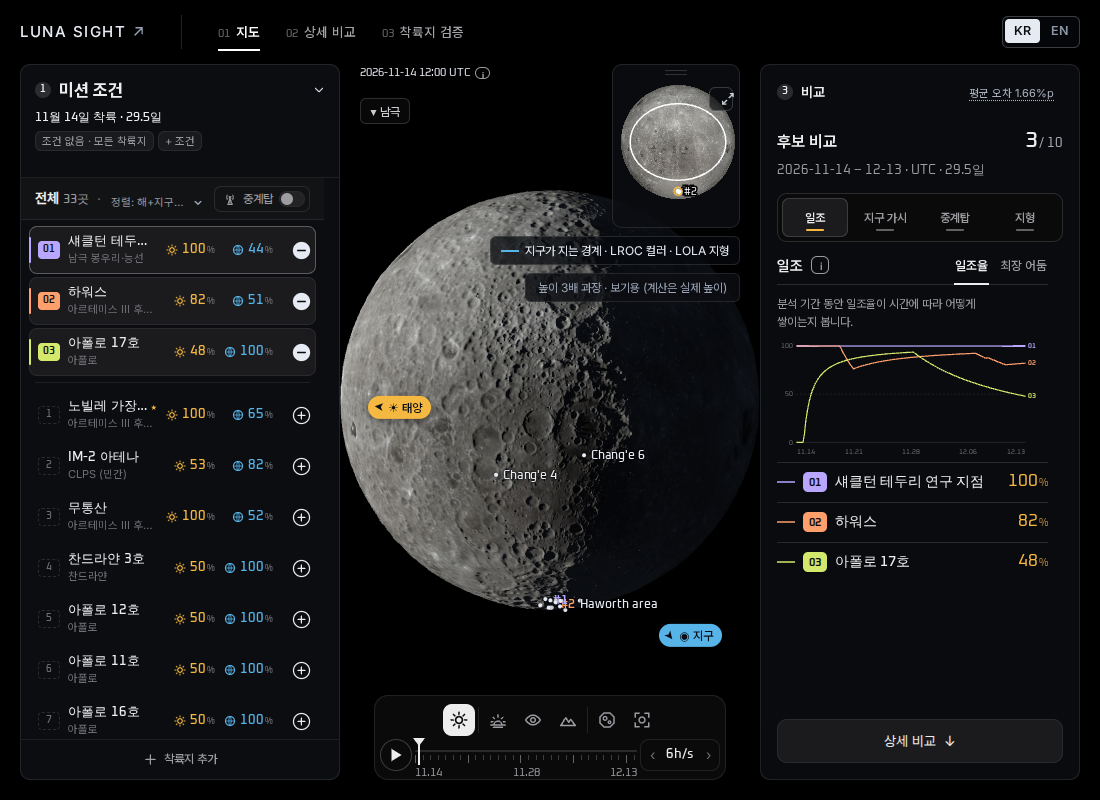 LUNA SIGHT
01 지도
02 상세 비교
03 착륙지 검증
KR EN
1 미션 조건
11월 14일 착륙 · 29.5일
조건 없음 · 모든 착륙지
+ 조건
전체 33곳 · 정렬: 해+지구...
중계탑
01 섀클턴 테두... 100% 44%
남극 봉우리·능선
02 하워스 82% 51%
아르테미스 III 후...
03 아폴로 17호 48% 100%
아폴로
1 노빌레 가장... ★ 100% 65%
아르테미스 III 후...
2 IM-2 아테나 53% 82%
CLPS (민간)
3 무통산 100% 52%
아르테미스 III 후...
4 찬드라얀 3호 50% 100%
찬드라얀
5 아폴로 12호 50% 100%
아폴로
6 아폴로 11호 50% 100%
아폴로
7 아폴로 16호 50% 100%
아폴로
+ 착륙지 추가
2026-11-14 12:00 UTC i
▾ 남극
#2
지구가 지는 경계 · LROC 컬러 · LOLA 지형
높이 3배 과장 · 보기용 (계산은 실제 높이)
태양
Chang'e 6
Chang'e 4
#2 Haworth area
지구
6h/s
11.14 11.28 12.13
3 비교
평균 오차 1.66%p
후보 비교 3 / 10
2026-11-14 – 12-13 · UTC · 29.5일
일조 지구 가시 중계탑 지형
일조 i
일조율 최장 어둠
분석 기간 동안 일조율이 시간에 따라 어떻게
쌓이는지 봅니다.
100
50
0
01
02
03
11.14 11.21 11.28 12.06 12.13
01 섀클턴 테두리 연구 지점 100%
02 하워스 82%
03 아폴로 17호 48%
상세 비교 ↓